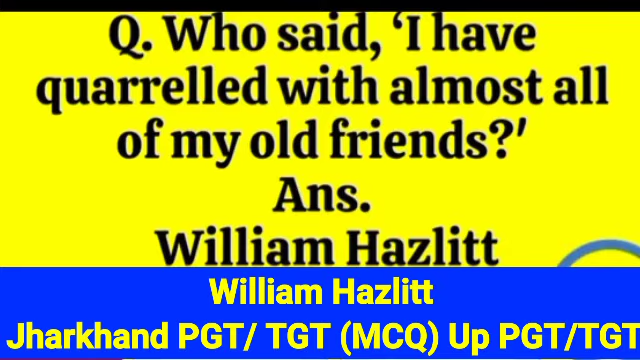 Q. Who said, ‘I have
quarrelled with almost all
of my old friends?'
Ans.
William Hazlitt
William Hazlitt
Jharkhand PGT/ TGT (MCQ) Up PGT/TGT